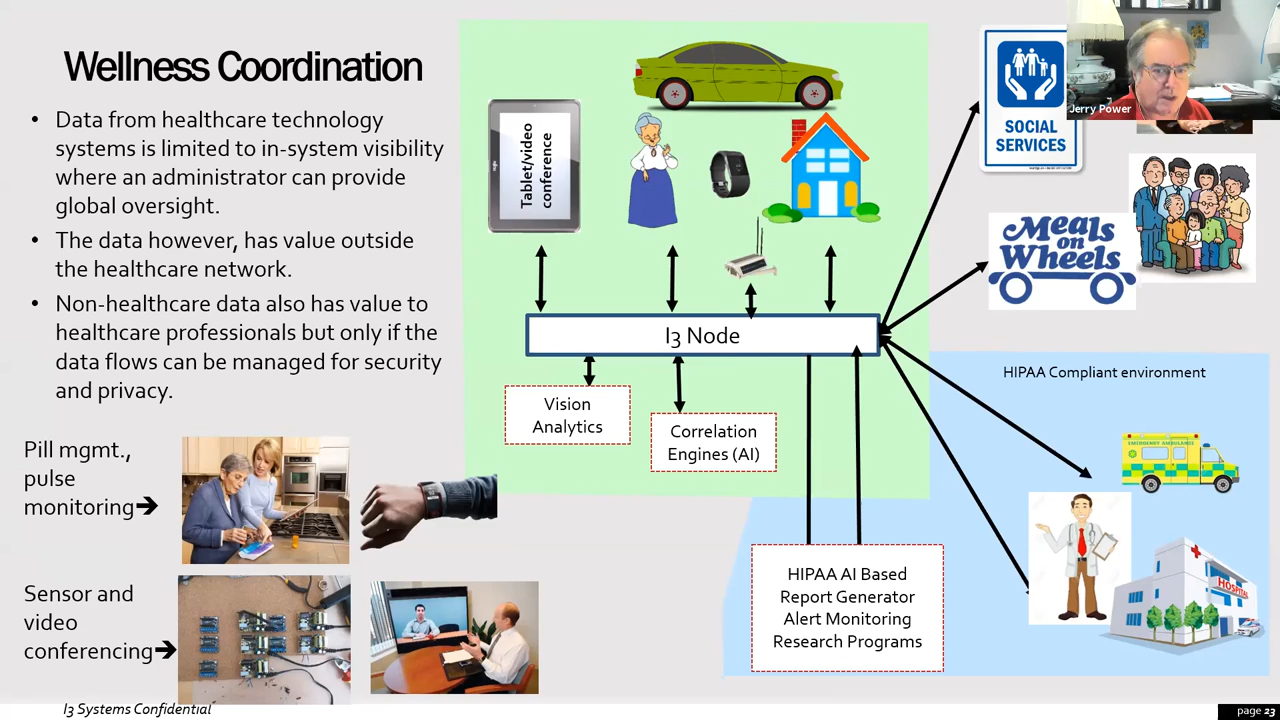 Wellness Coordination
• Data from healthcare technology
systems is limited to in-system visibility
where an administrator can provide
global oversight.
• The data however, has value outside
the healthcare network.
• Non-healthcare data also has value to
healthcare professionals but only if the
data flows can be managed for security
and privacy.
Pill mgmt.,
pulse
monitoring➔
Sensor and
video
conferencing➔
Tablet/video
conference
I3 Node
Vision
Analytics
Correlation
Engines (AI)
HIPAA AI Based
Report Generator
Alert Monitoring
Research Programs
SOCIAL
SERVICES
Jerry Power
Meals
on
Wheels
HIPAA Compliant environment
EMERGENCY AMBULANCE
HOSPITAL
I3 Systems Confidential
page 23